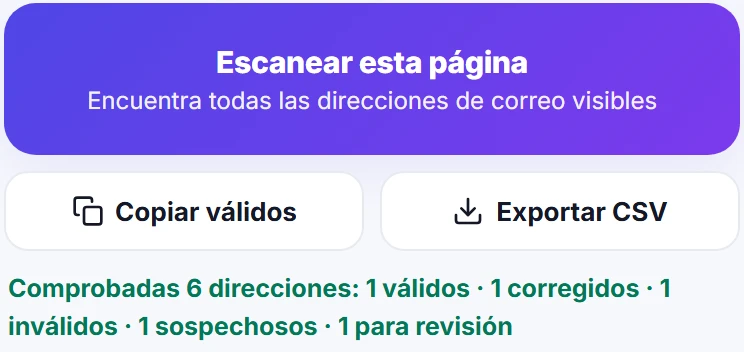 Escanear esta página
Encuentra todas las direcciones de correo visibles
Copiar válidos
Exportar CSV
Comprobadas 6 direcciones: 1 válidos · 1 corregidos · 1
inválidos · 1 sospechosos · 1 para revisión